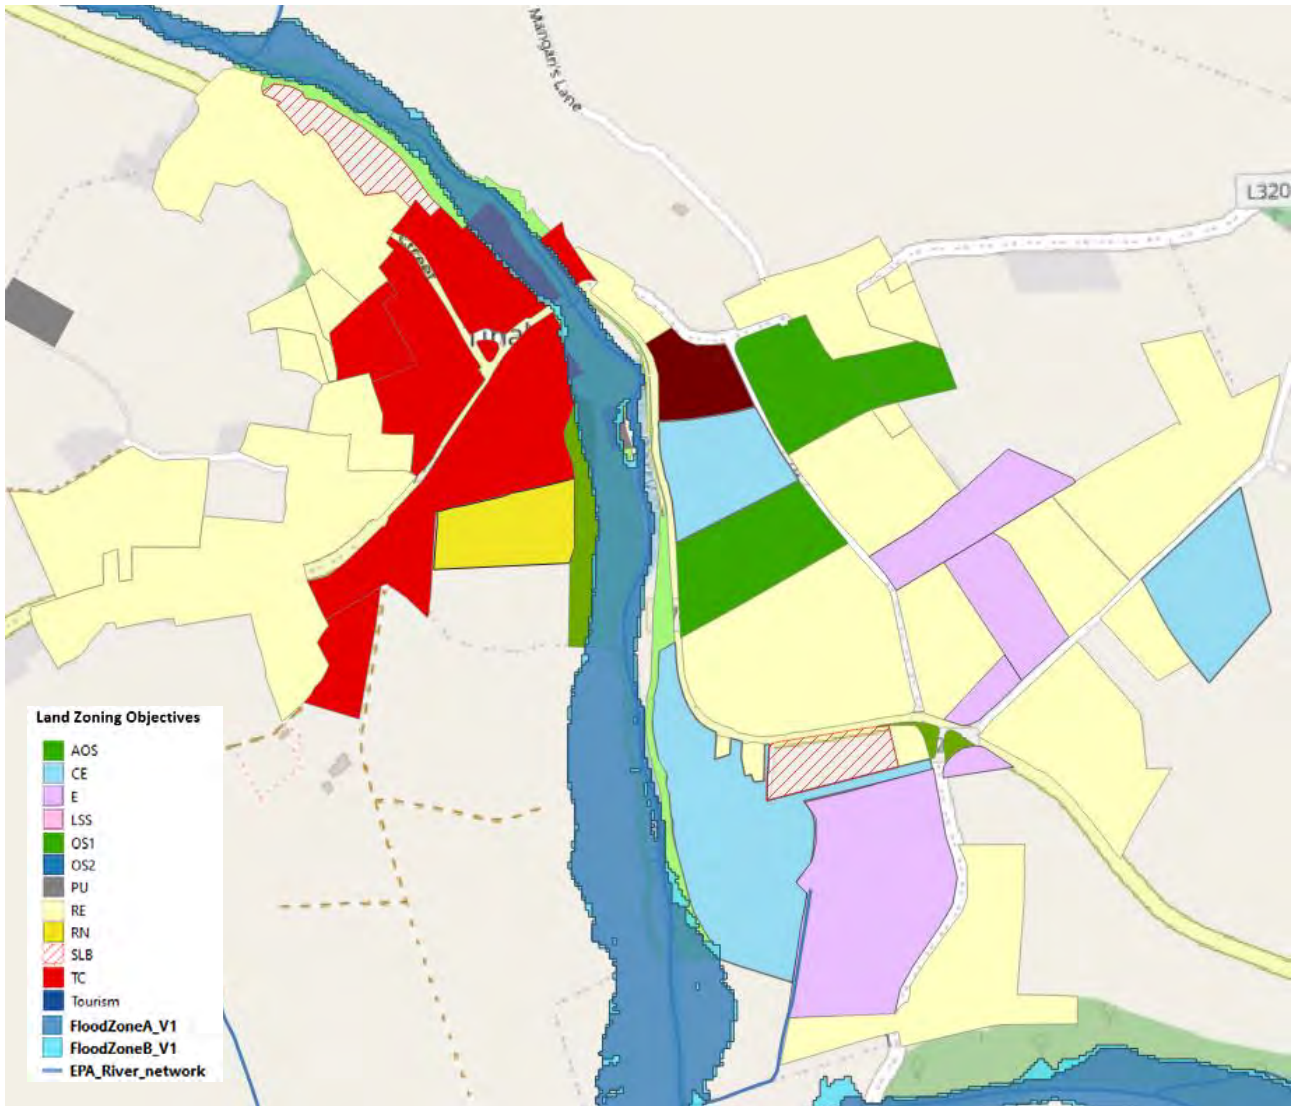 Mangan's Lane
L320
Street
Land Zoning Objectives
AOS
CE
E
LSS
OS1
OS2
PU
RE
RN
SLB
TC
Tourism
FloodZoneA_V1
FloodZoneB_V1
EPA_River_network